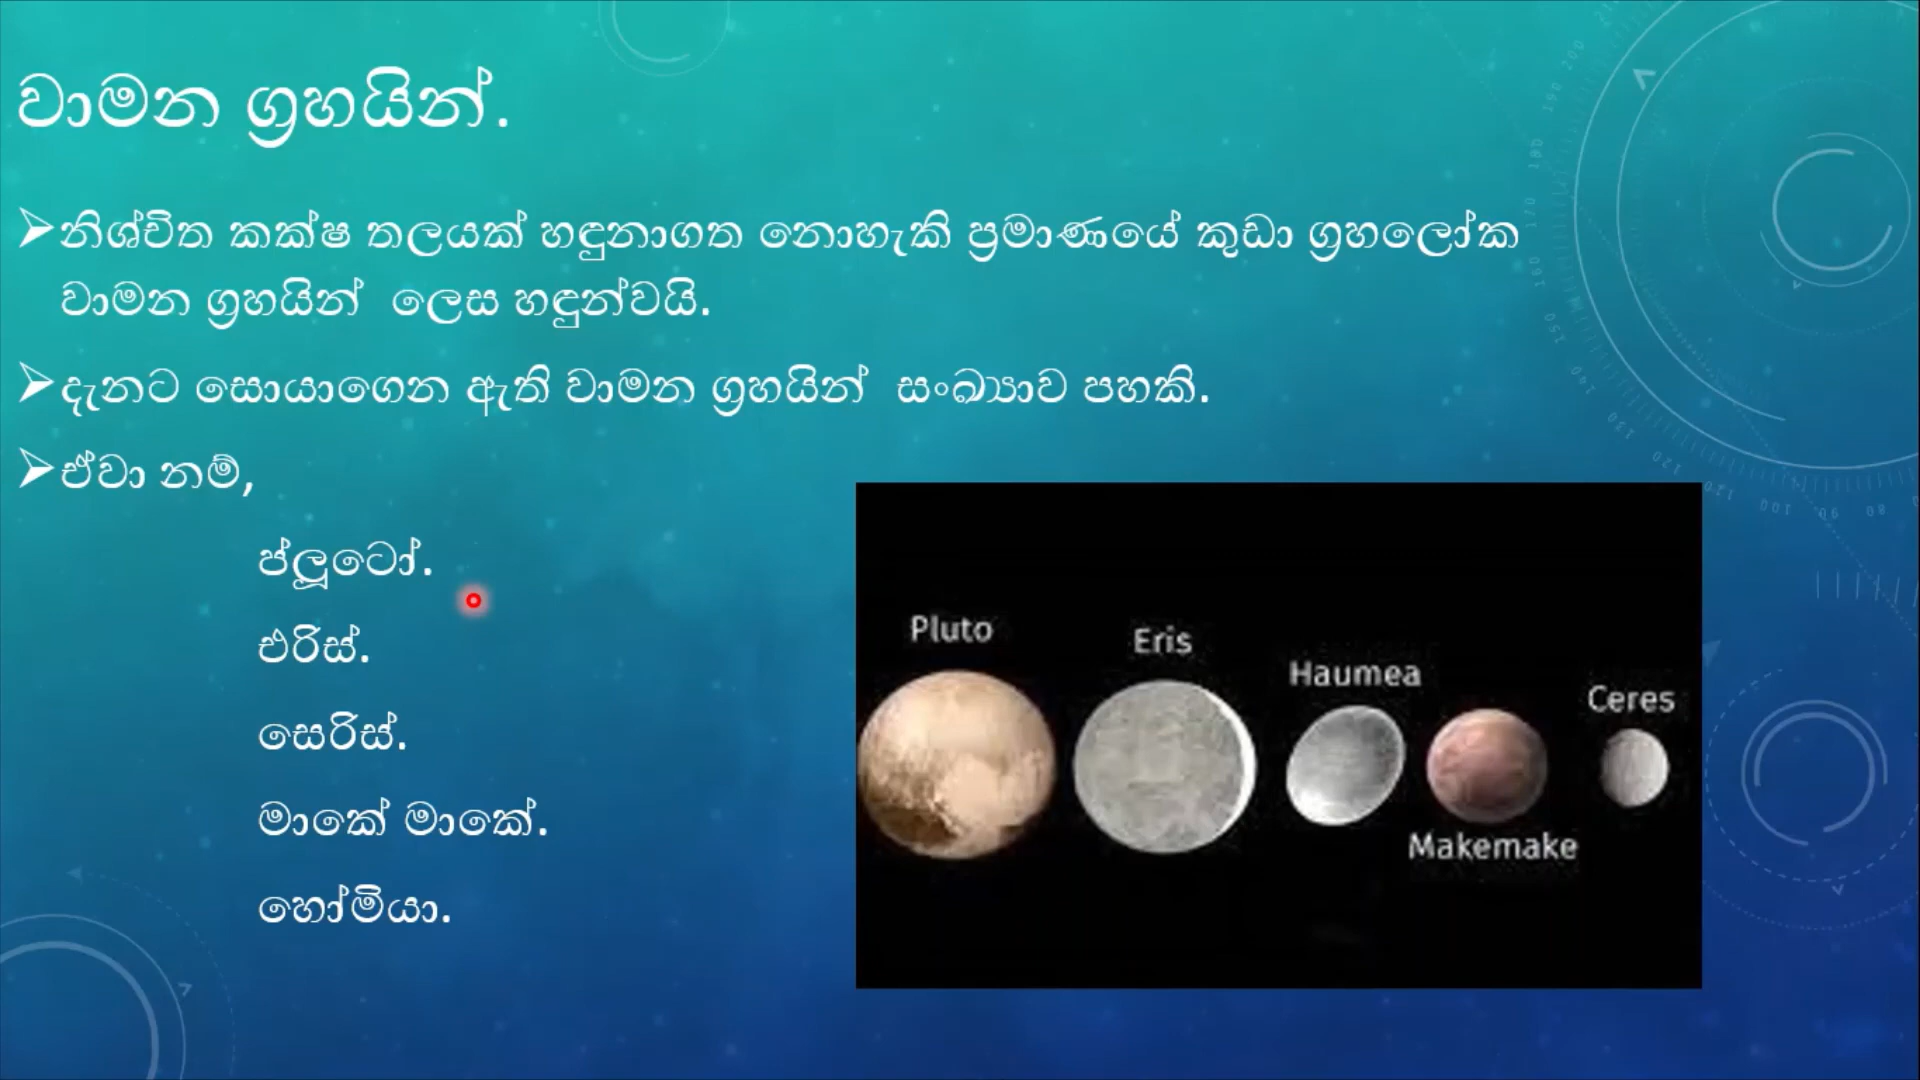 වාමන ග්‍රහයින්.
➤නිශ්චිත කක්ෂ තලයක් හඳුනාගත නොහැකි ප්‍රමාණයේ කුඩා ග්‍රහලෝක
වාමන ග්‍රහයින් ලෙස හඳුන්වයි.
➤දැනට සොයාගෙන ඇති වාමන ග්‍රහයින් සංඛ්‍යාව පහකි.
➤ඒවා නම්,
ප්ලූටෝ.
එරිස්.
සෙරිස්.
මාකේ මාකේ.
හෝමියා.
Pluto
Eris
Haumea
Makemake
Ceres